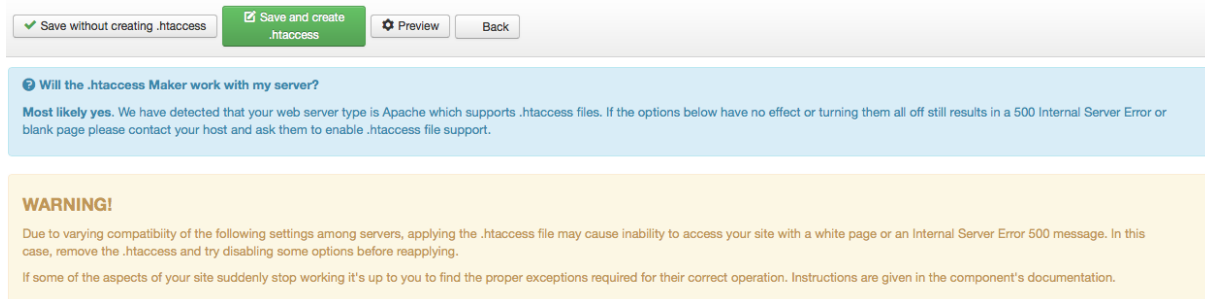 Save without creating .htaccess
Save and create
.htaccess
Preview
Back
Will the .htaccess Maker work with my server?
Most likely yes. We have detected that your web server type is Apache which supports .htaccess files. If the options below have no effect or turning them all off still results in a 500 Internal Server Error or
blank page please contact your host and ask them to enable .htaccess file support.
WARNING!
Due to varying compatibiity of the following settings among servers, applying the .htaccess file may cause inability to access your site with a white page or an Internal Server Error 500 message. In this
case, remove the .htaccess and try disabling some options before reapplying.
If some of the aspects of your site suddenly stop working it's up to you to find the proper exceptions required for their correct operation. Instructions are given in the component's documentation.